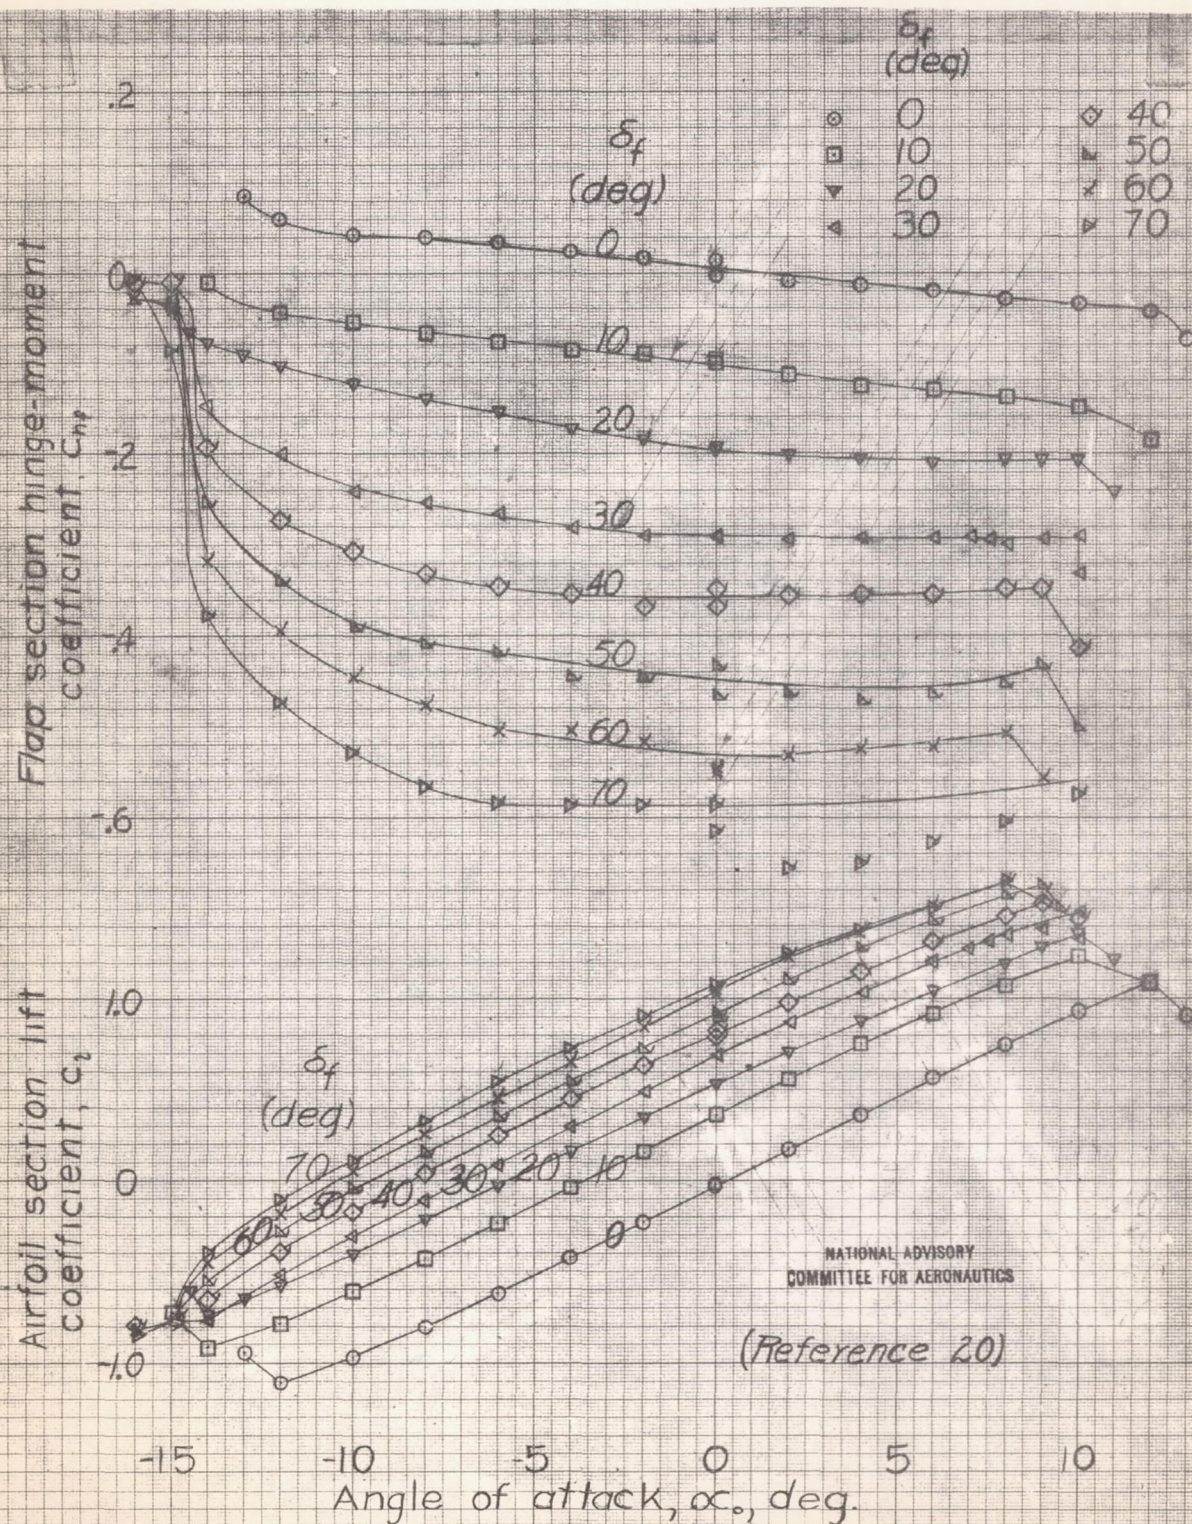 δf
(deg)
0 40
10 50
20 60
30 70
δf
(deg)
.2
0
-.2
-.4
-.6
Flap section hinge-moment
coefficient, Chf
0
10
20
30
40
50
60
70
1.0
0
-1.0
Airfoil section lift
coefficient, cl
δf
(deg)
70
60 50 40 30 20 10
0
NATIONAL ADVISORY
COMMITTEE FOR AERONAUTICS
(Reference 20)
-15 -10 -5 0 5 10
Angle of attack, αo, deg.